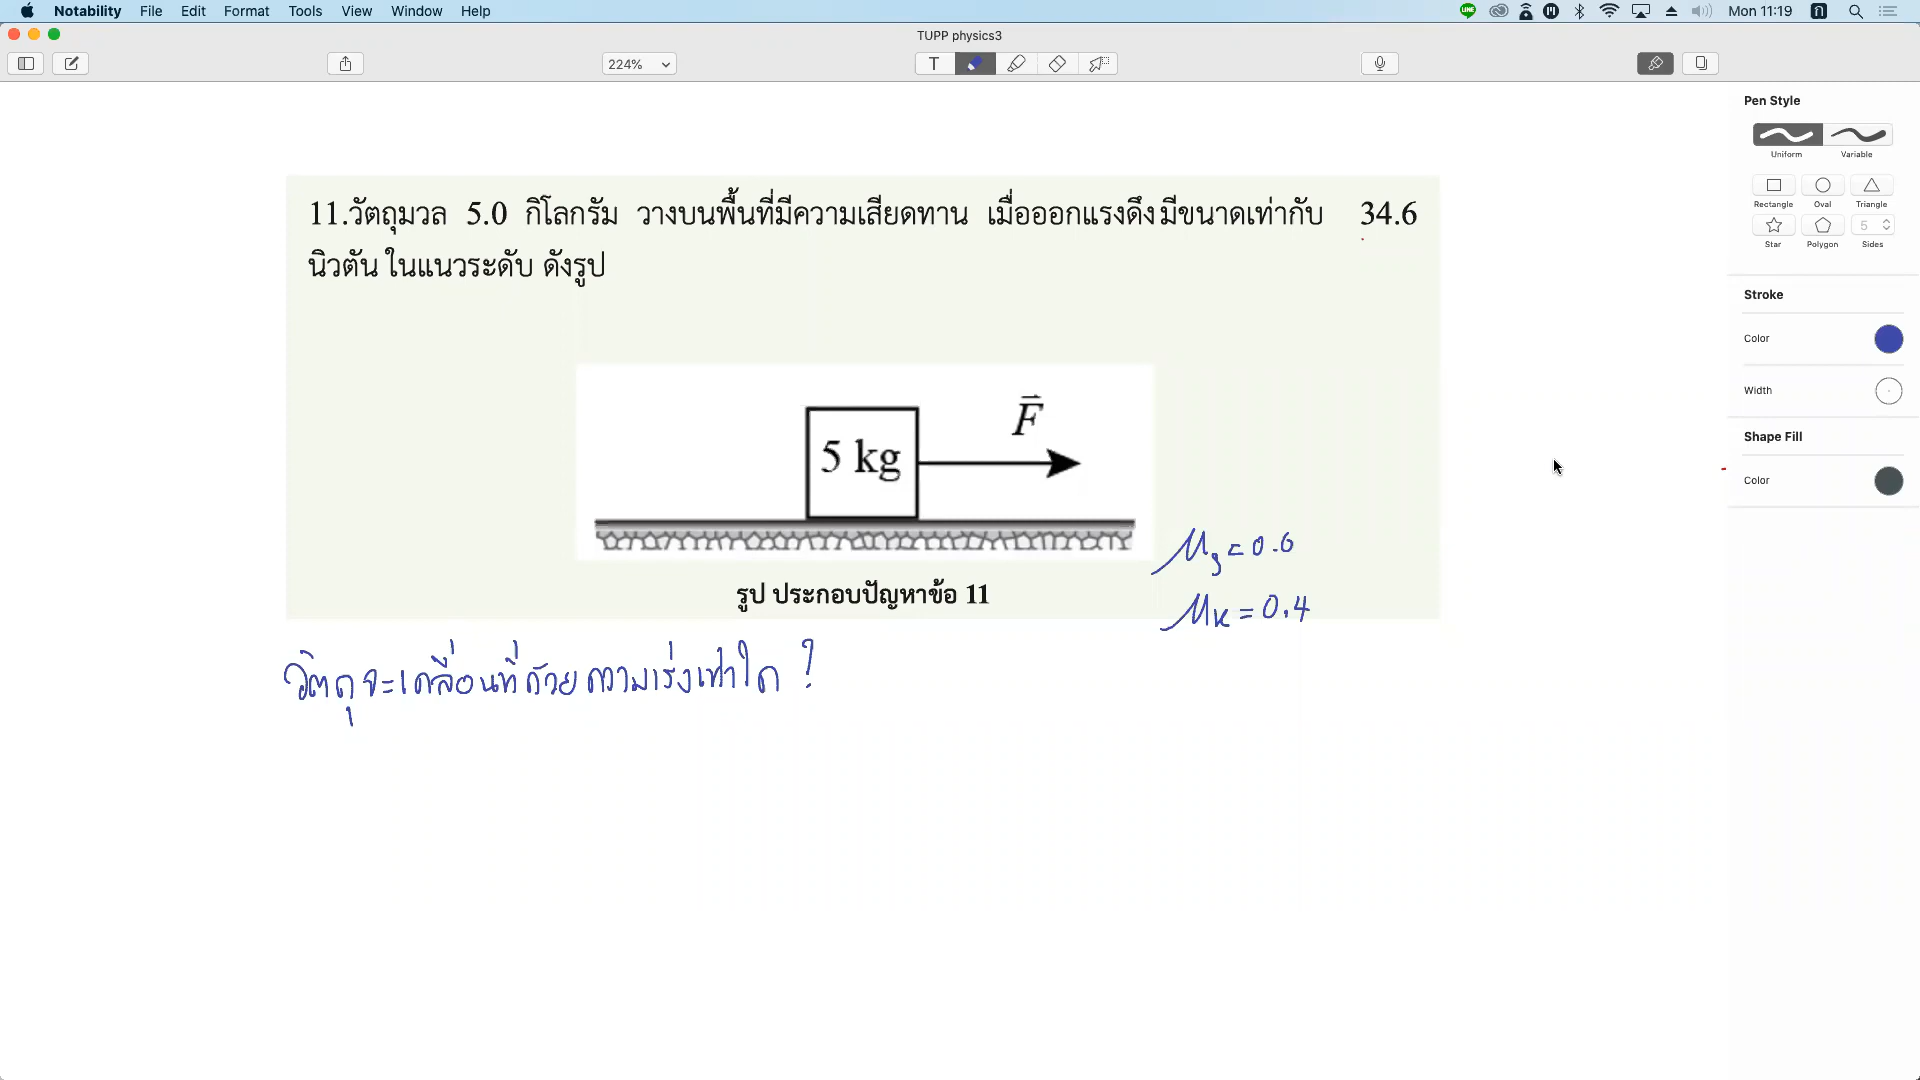 Notability File Edit Format Tools View Window Help
LINE Mon 11:19 ก
TUPP physics3
224%
T
Pen Style
Uniform Variable
Rectangle Oval Triangle
5
Star Polygon Sides
Stroke
Color
Width
Shape Fill
Color
11.วัตถุมวล 5.0 กิโลกรัม วางบนพื้นที่มีความเสียดทาน เมื่อออกแรงดึงมีขนาดเท่ากับ 34.6
นิวตัน ในแนวระดับ ดังรูป
F⃗
5 kg
μs = 0.6
รูป ประกอบปัญหาข้อ 11
μk = 0.4
วัตถุจะเคลื่อนที่ด้วยความเร่งเท่าใด ?